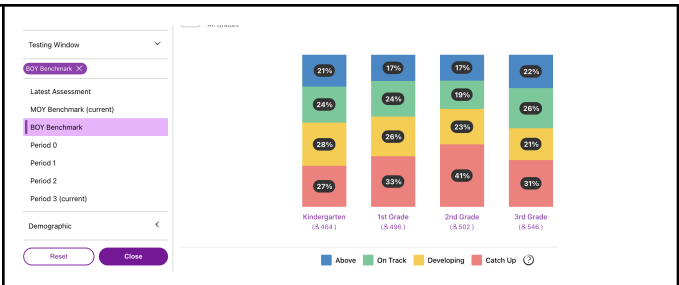 All Grades
Testing Window
BOY Benchmark ×
Latest Assessment
MOY Benchmark (current)
BOY Benchmark
Period 0
Period 1
Period 2
Period 3 (current)
Demographic
Reset Close
21% 17% 17% 22%
24% 24% 19% 26%
28% 26% 23% 21%
27% 33% 41% 31%
Kindergarten 1st Grade 2nd Grade 3rd Grade
(464) (496) (502) (546)
Above On Track Developing Catch Up ?